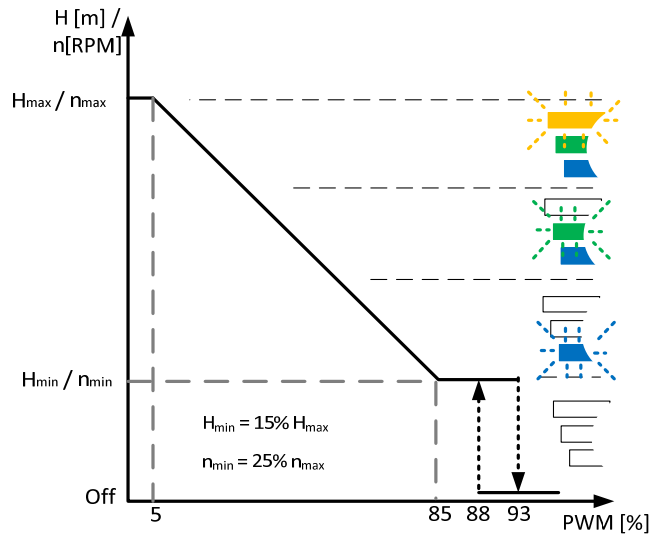 H [m] /
n[RPM]
Hmax / nmax
Hmin / nmin
Hmin = 15% Hmax
nmin = 25% nmax
Off
5
85
88
93
PWM [%]